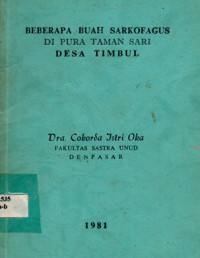 BEBERAPA BUAH SARKOFAGUS
DI PURA TAMAN SARI
DESA TIMBUL
Dra. Cokorda Istri Oka
FAKULTAS SASTRA UNUD
DENPASAR
1981